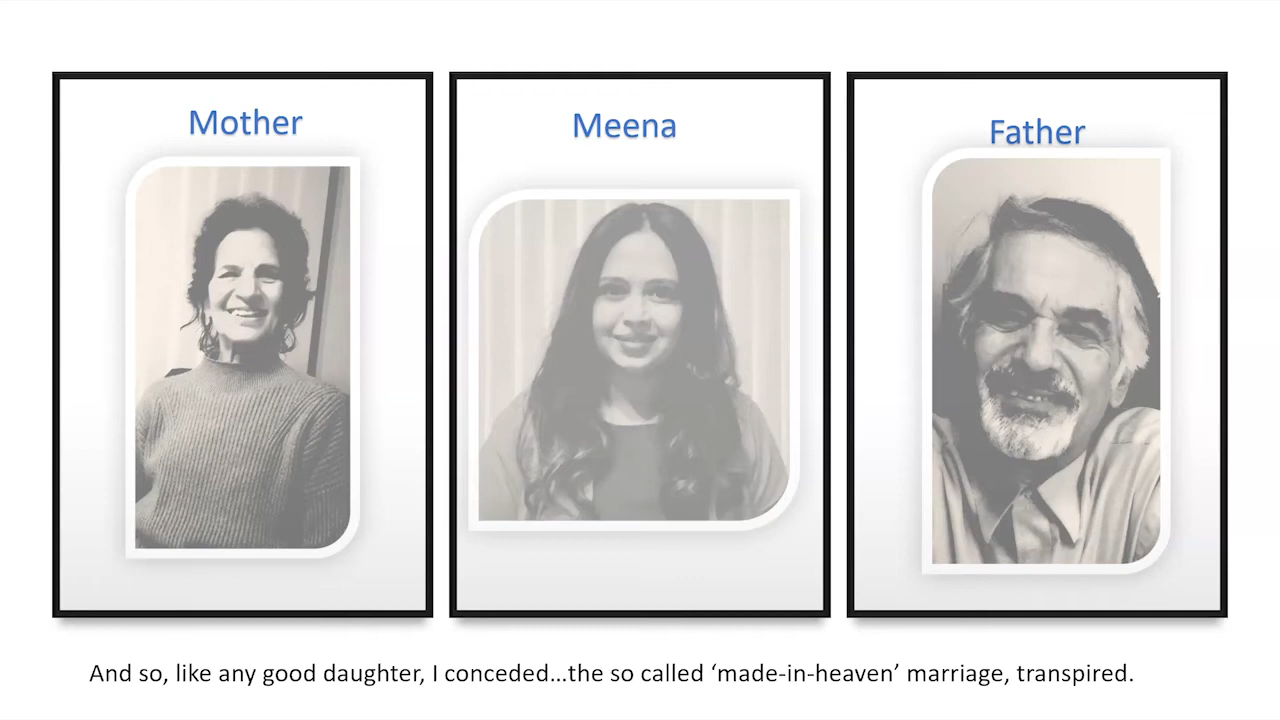 Mother
Meena
Father
And so, like any good daughter, I conceded...the so called ‘made-in-heaven’ marriage, transpired.